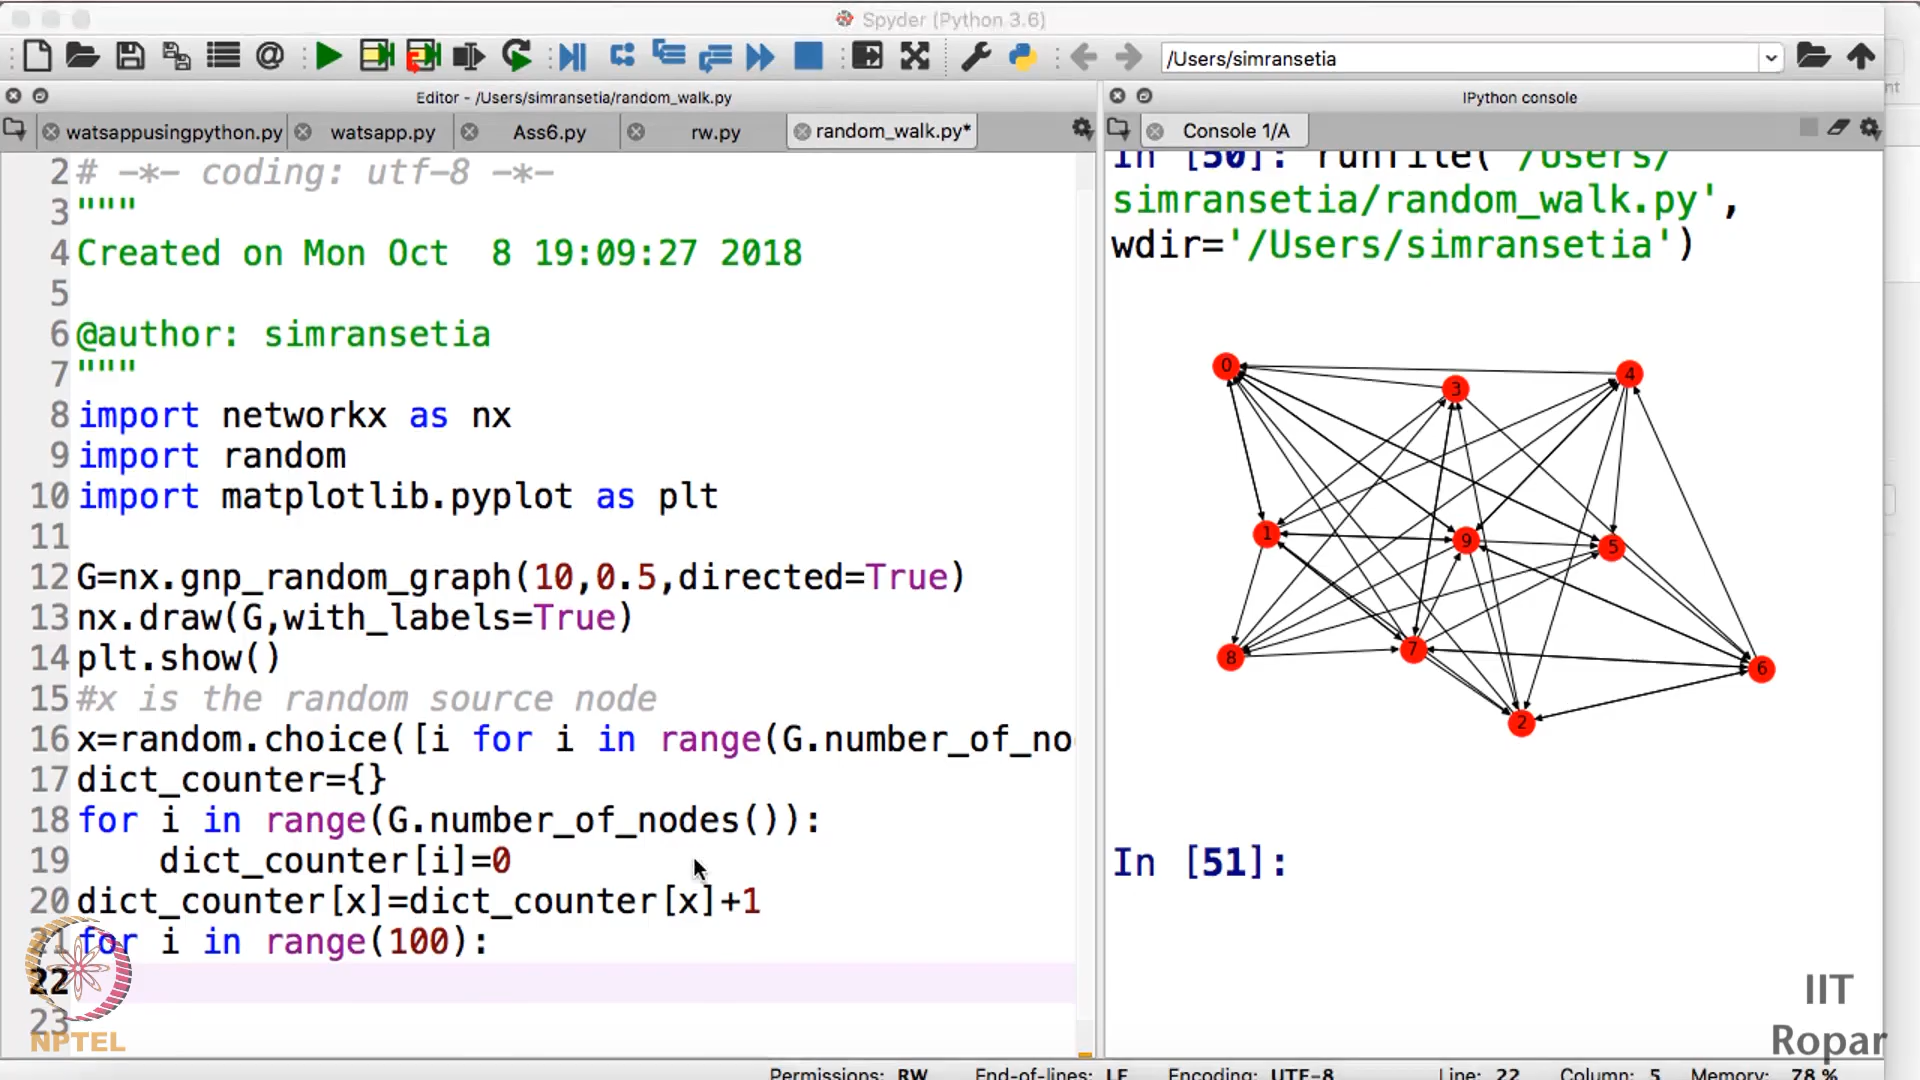 Spyder (Python 3.6)
/Users/simransetia
Editor - /Users/simransetia/random_walk.py
IPython console
watsappusingpython.py
watsapp.py
Ass6.py
rw.py
random_walk.py*
Console 1/A
2 # -*- coding: utf-8 -*-
3 """
4 Created on Mon Oct  8 19:09:27 2018
5
6 @author: simransetia
7 """
8 import networkx as nx
9 import random
10 import matplotlib.pyplot as plt
11
12 G=nx.gnp_random_graph(10,0.5,directed=True)
13 nx.draw(G,with_labels=True)
14 plt.show()
15 #x is the random source node
16 x=random.choice([i for i in range(G.number_of_no
17 dict_counter={}
18 for i in range(G.number_of_nodes()):
19     dict_counter[i]=0
20 dict_counter[x]=dict_counter[x]+1
21 for i in range(100):
22
23
NPTEL
In [50]: runfile('/Users/
simransetia/random_walk.py',
wdir='/Users/simransetia')
0
3
4
1
9
5
8
7
6
2
In [51]:
IIT
Ropar
Permissions: RW End-of-lines: LF Encoding: UTF-8 Line: 22 Column: 5 Memory: 78 %